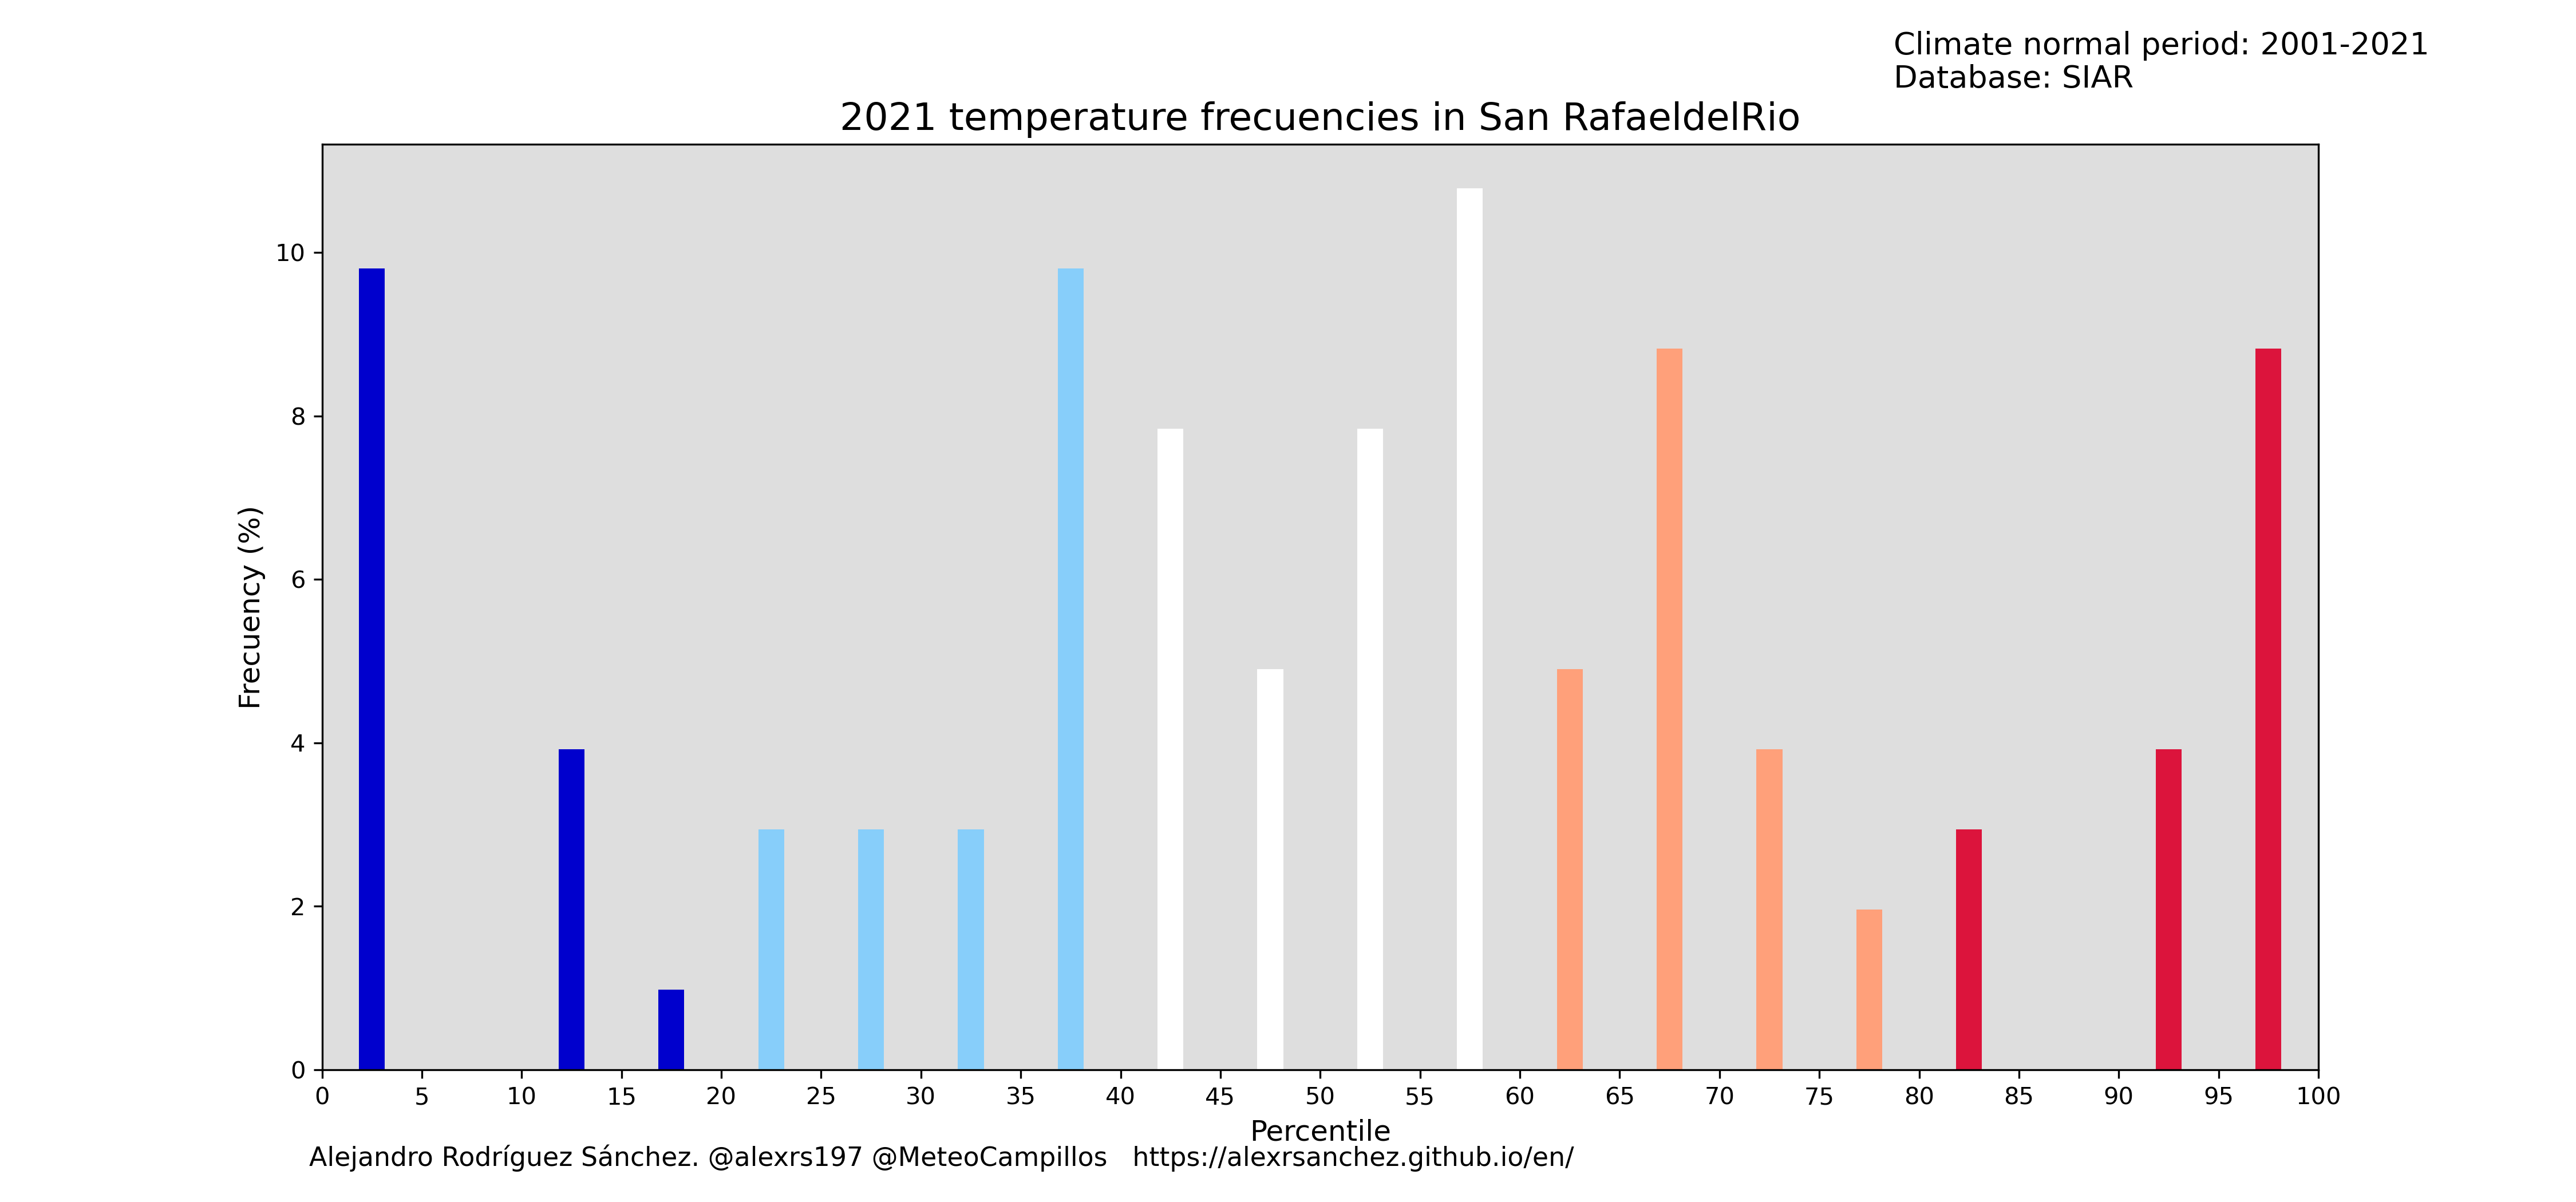 Climate normal period: 2001-2021
Database: SIAR
2021 temperature frecuencies in San RafaeldelRio
Frecuency (%)
10
8
6
4
2
0
0 5 10 15 20 25 30 35 40 45 50 55 60 65 70 75 80 85 90 95 100
Percentile
Alejandro Rodríguez Sánchez. @alexrs197 @MeteoCampillos https://alexrsanchez.github.io/en/